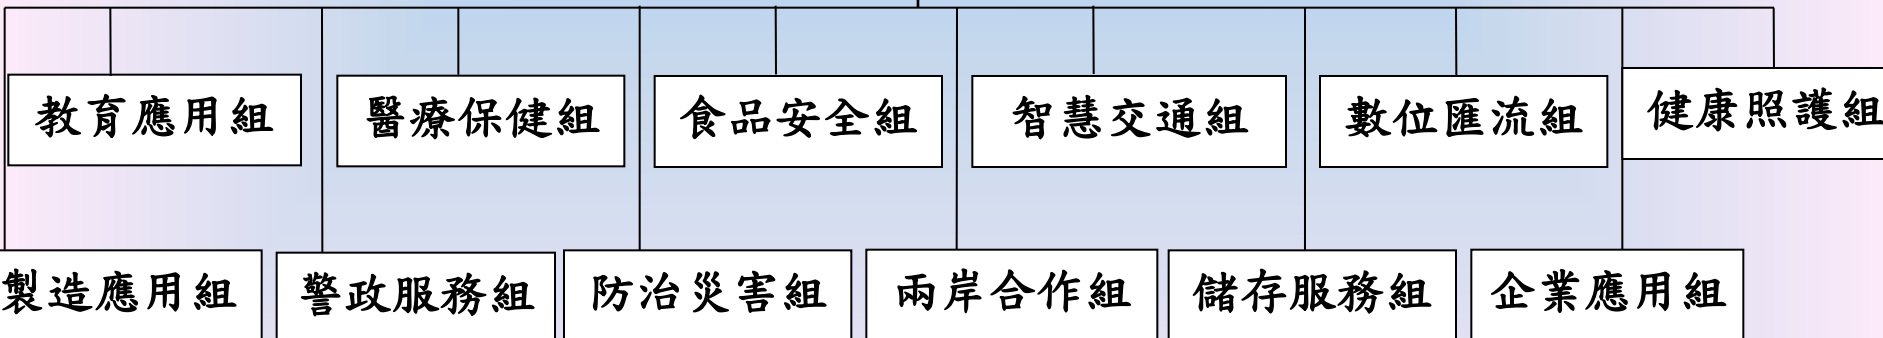 教育應用組
醫療保健組
食品安全組
智慧交通組
數位匯流組
健康照護組
製造應用組
警政服務組
防治災害組
兩岸合作組
儲存服務組
企業應用組